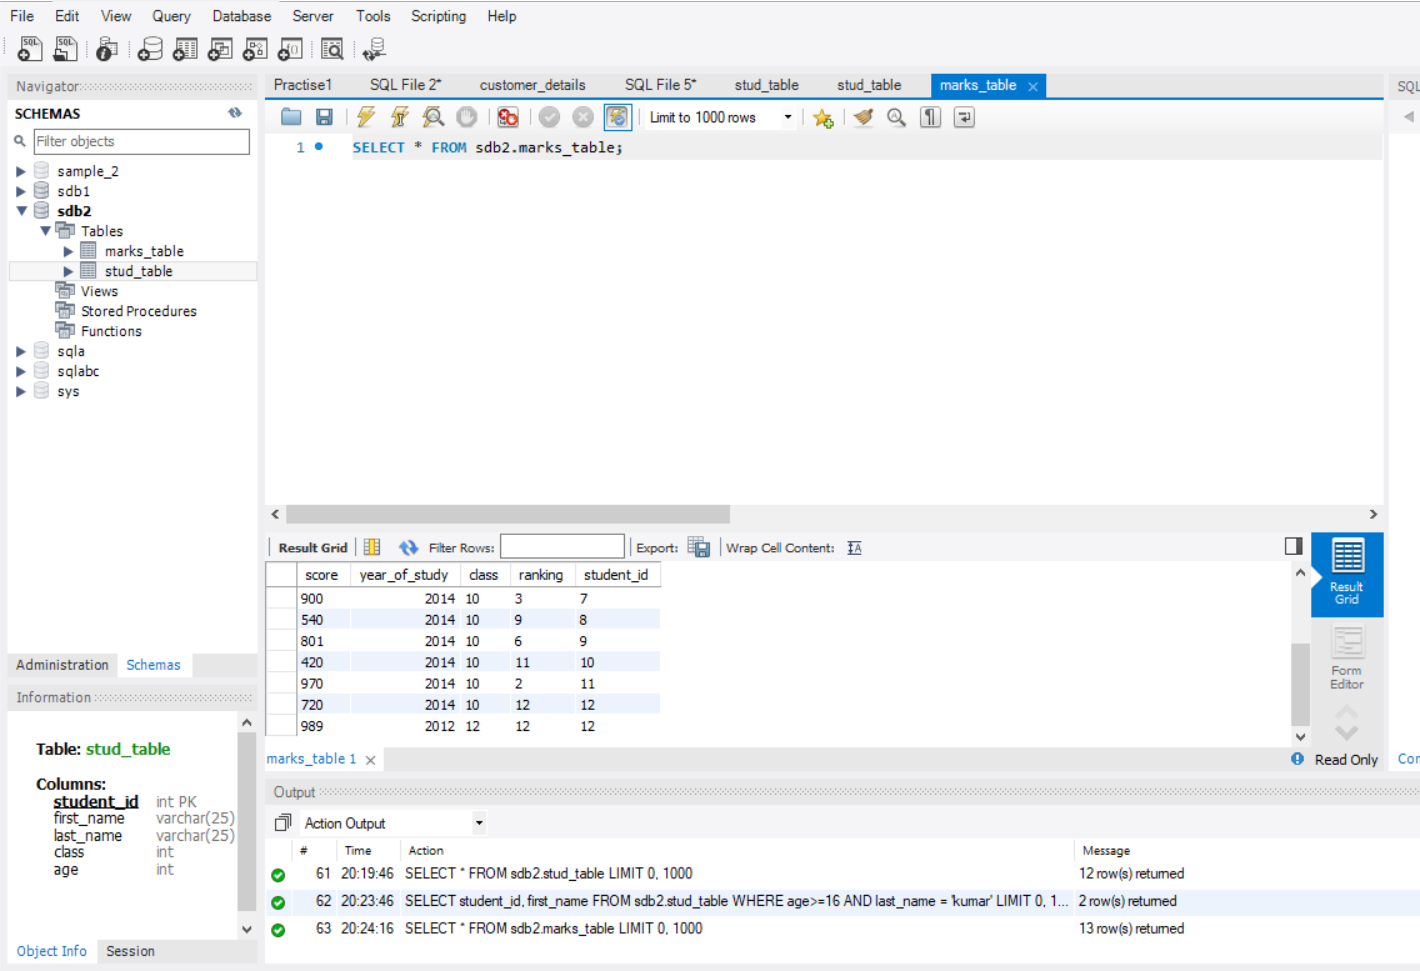 File Edit View Query Database Server Tools Scripting Help
Navigator
SCHEMAS
Filter objects
sample_2
sdb1
sdb2
Tables
marks_table
stud_table
Views
Stored Procedures
Functions
sqla
sqlabc
sys
Administration Schemas
Information
Table: stud_table
Columns:
student_id int PK
first_name varchar(25)
last_name varchar(25)
class int
age int
Object Info Session
Practise1 SQL File 2* customer_details SQL File 5* stud_table stud_table marks_table
Limit to 1000 rows
1 SELECT * FROM sdb2.marks_table;
Result Grid Filter Rows: Export: Wrap Cell Content:
score year_of_study class ranking student_id
900 2014 10 3 7
540 2014 10 9 8
801 2014 10 6 9
420 2014 10 11 10
970 2014 10 2 11
720 2014 10 12 12
989 2012 12 12 12
Result
Grid
Form
Editor
marks_table 1 Read Only
Output
Action Output
# Time Action Message
61 20:19:46 SELECT * FROM sdb2.stud_table LIMIT 0, 1000 12 row(s) returned
62 20:23:46 SELECT student_id, first_name FROM sdb2.stud_table WHERE age>=16 AND last_name = 'kumar' LIMIT 0, 1... 2 row(s) returned
63 20:24:16 SELECT * FROM sdb2.marks_table LIMIT 0, 1000 13 row(s) returned
SQL